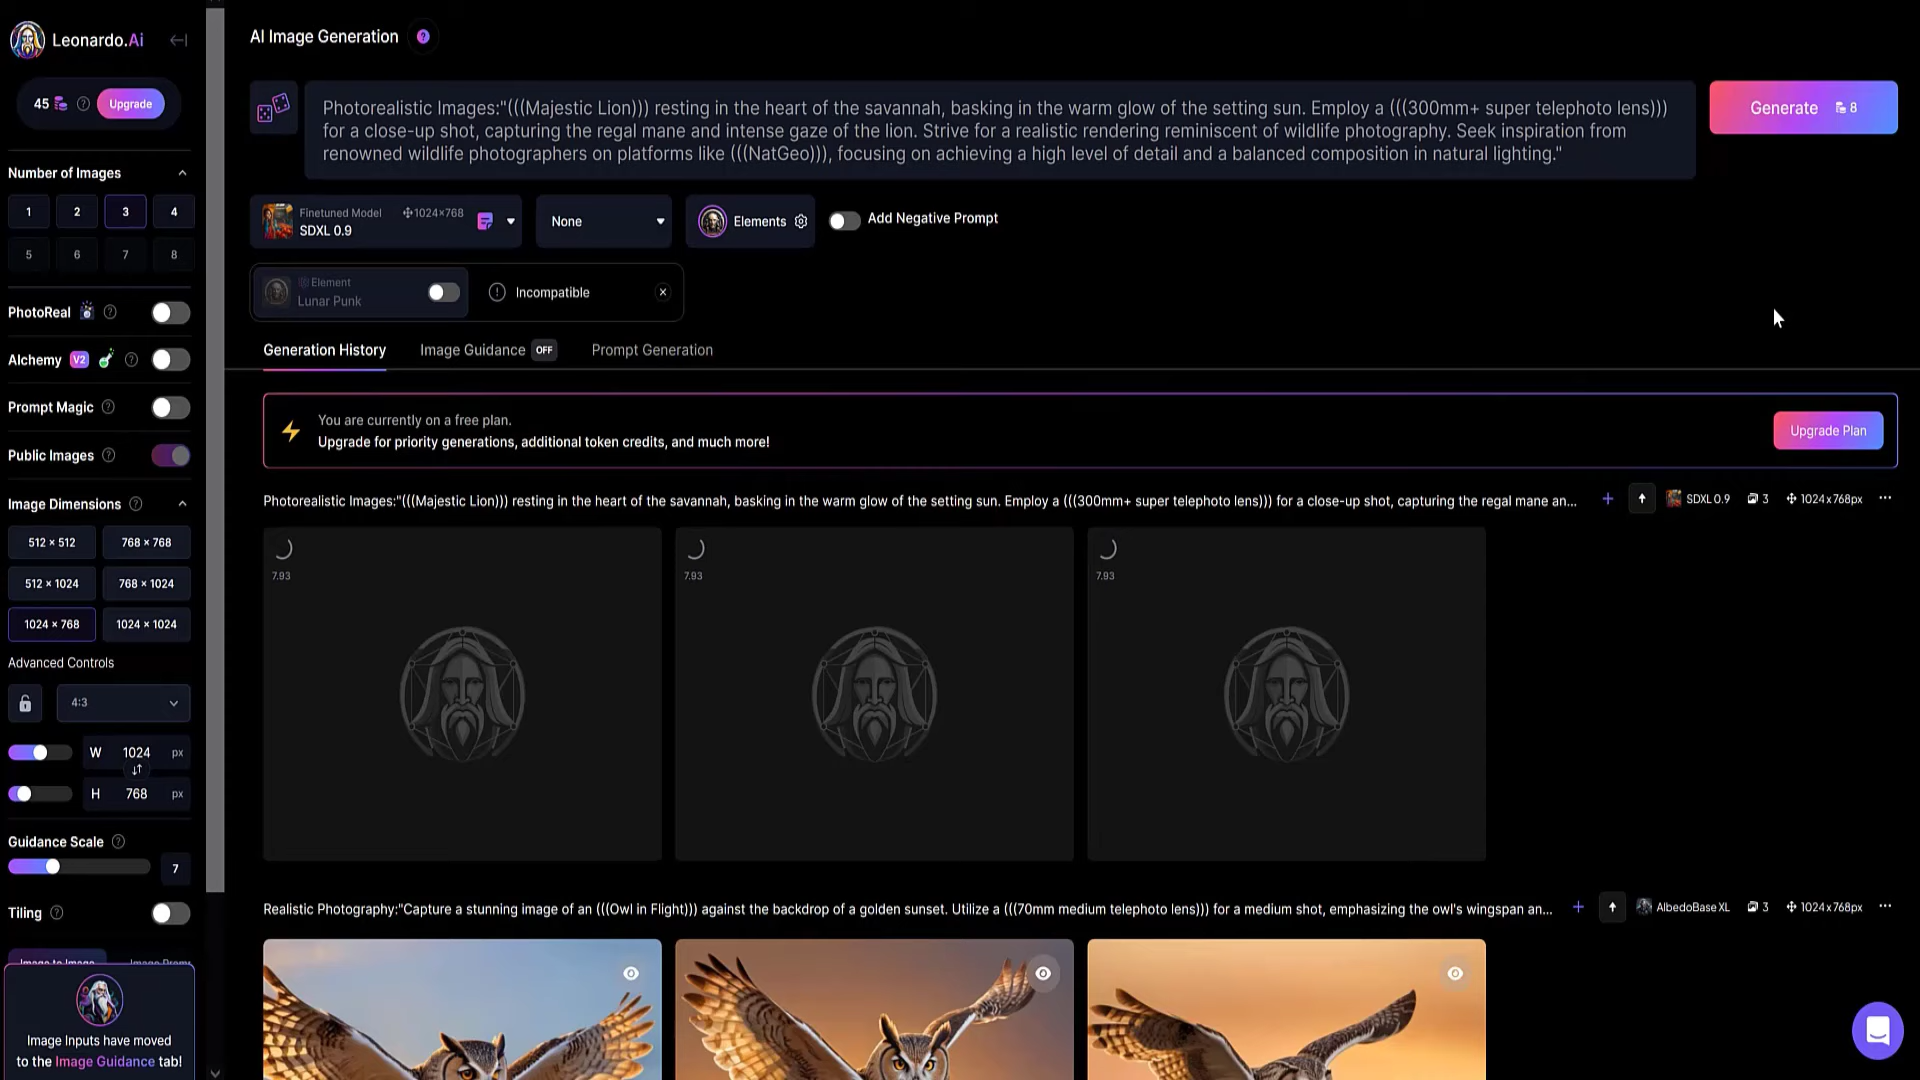 Leonardo.Ai
45
Upgrade
Number of Images
1 2 3 4
5 6 7 8
PhotoReal
Alchemy V2
Prompt Magic
Public Images
Image Dimensions
512 × 512 768 × 768
512 × 1024 768 × 1024
1024 × 768 1024 × 1024
Advanced Controls
4:3
W 1024 px
H 768 px
Guidance Scale
7
Tiling
Image to Image
Image Inputs have moved
to the Image Guidance tab!
AI Image Generation
Photorealistic Images:"(((Majestic Lion))) resting in the heart of the savannah, basking in the warm glow of the setting sun. Employ a (((300mm+ super telephoto lens)))
for a close-up shot, capturing the regal mane and intense gaze of the lion. Strive for a realistic rendering reminiscent of wildlife photography. Seek inspiration from
renowned wildlife photographers on platforms like (((NatGeo))), focusing on achieving a high level of detail and a balanced composition in natural lighting."
Generate 8
Finetuned Model 1024×768
SDXL 0.9
None
Elements
Add Negative Prompt
Element
Lunar Punk
Incompatible
Generation History Image Guidance OFF Prompt Generation
You are currently on a free plan.
Upgrade for priority generations, additional token credits, and much more!
Upgrade Plan
Photorealistic Images:"(((Majestic Lion))) resting in the heart of the savannah, basking in the warm glow of the setting sun. Employ a (((300mm+ super telephoto lens))) for a close-up shot, capturing the regal mane an... SDXL 0.9 3 1024 x 768px
7.93 7.93 7.93
Realistic Photography:"Capture a stunning image of an (((Owl in Flight))) against the backdrop of a golden sunset. Utilize a (((70mm medium telephoto lens))) for a medium shot, emphasizing the owl's wingspan an... AlbedoBase XL 3 1024 x 768px